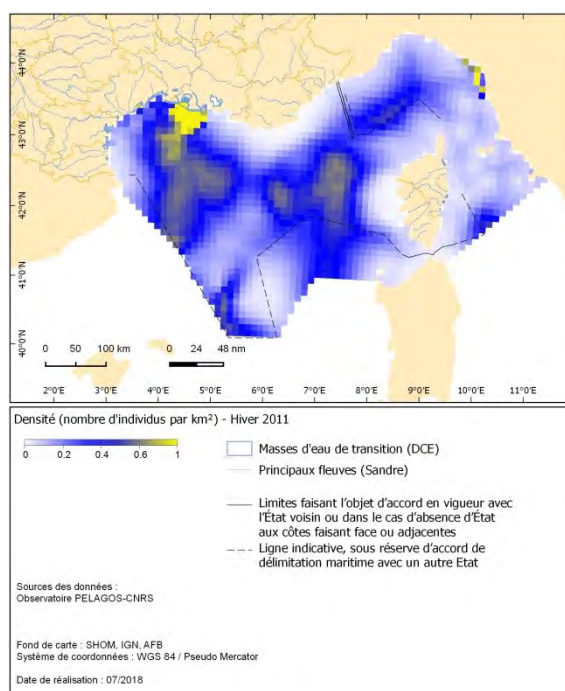 44°0'N
43°0'N
42°0'N
41°0'N
40°0'N
0 50 100 km
0 24 48 nm
2°0'E 3°0'E 4°0'E 5°0'E 6°0'E 7°0'E 8°0'E 9°0'E 10°0'E 11°0'E
Densité (nombre d'individus par km²) - Hiver 2011
0 0.2 0.4 0.6 1
Masses d'eau de transition (DCE)
Principaux fleuves (Sandre)
Limites faisant l'objet d'accord en vigueur avec
l'État voisin ou dans le cas d'absence d'État
aux côtes faisant face ou adjacentes
Ligne indicative, sous réserve d'accord de
délimitation maritime avec un autre Etat
Sources des données :
Observatoire PELAGOS-CNRS
Fond de carte : SHOM, IGN, AFB
Système de coordonnées : WGS 84 / Pseudo Mercator
Date de réalisation : 07/2018